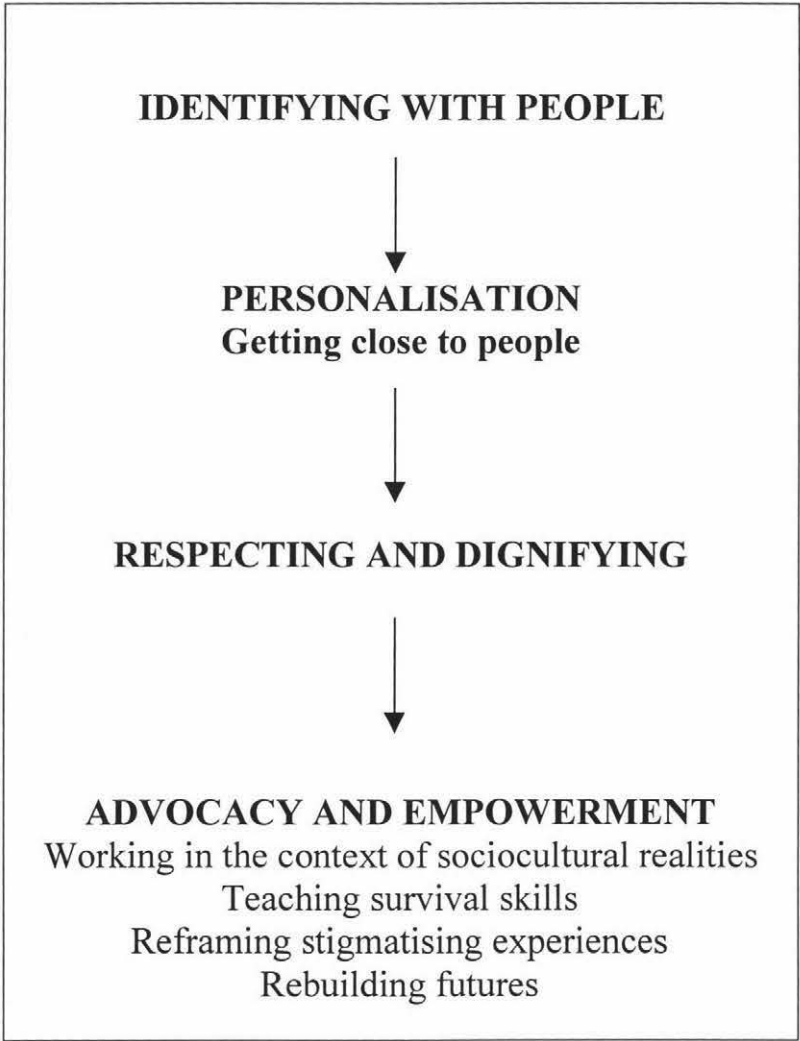 IDENTIFYING WITH PEOPLE
PERSONALISATION
Getting close to people
RESPECTING AND DIGNIFYING
ADVOCACY AND EMPOWERMENT
Working in the context of sociocultural realities
Teaching survival skills
Reframing stigmatising experiences
Rebuilding futures